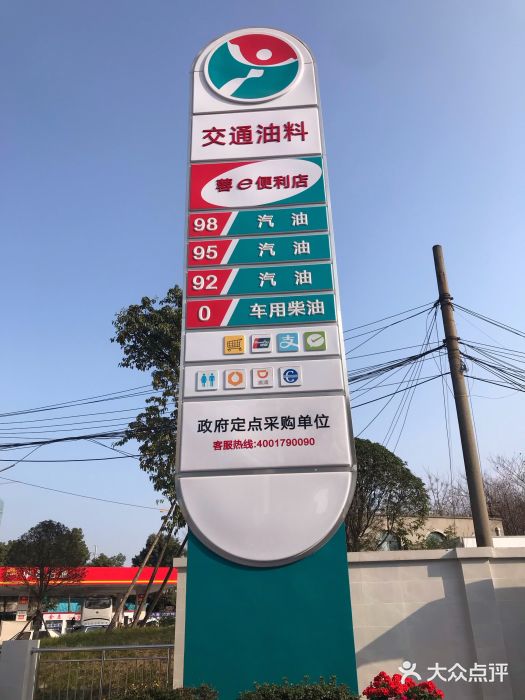 交通油料
蓉e便利店
98 汽 油
95 汽 油
92 汽 油
0 车用柴油
政府定点采购单位
客服热线:4001790090
大众点评